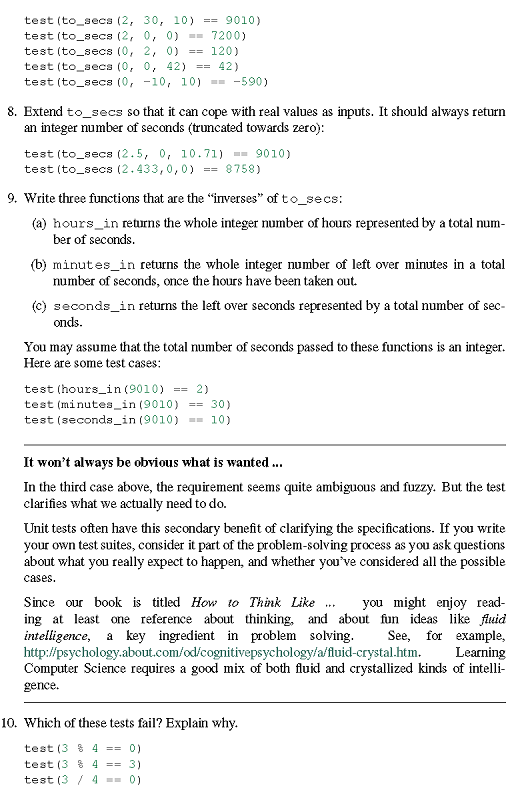 test(to_secs(2, 30, 10) == 9010)
test(to_secs(2, 0, 0) == 7200)
test(to_secs(0, 2, 0) == 120)
test(to_secs(0, 0, 42) == 42)
test(to_secs(0, -10, 10) == -590)
8. Extend to_secs so that it can cope with real values as inputs. It should always return
an integer number of seconds (truncated towards zero):
test(to_secs(2.5, 0, 10.71) == 9010)
test(to_secs(2.433,0,0) == 8758)
9. Write three functions that are the “inverses” of to_secs:
(a) hours_in returns the whole integer number of hours represented by a total num-
ber of seconds.
(b) minutes_in returns the whole integer number of left over minutes in a total
number of seconds, once the hours have been taken out.
(c) seconds_in returns the left over seconds represented by a total number of sec-
onds.
You may assume that the total number of seconds passed to these functions is an integer.
Here are some test cases:
test(hours_in(9010) == 2)
test(minutes_in(9010) == 30)
test(seconds_in(9010) == 10)
It won’t always be obvious what is wanted ...
In the third case above, the requirement seems quite ambiguous and fuzzy. But the test
clarifies what we actually need to do.
Unit tests often have this secondary benefit of clarifying the specifications. If you write
your own test suites, consider it part of the problem-solving process as you ask questions
about what you really expect to happen, and whether you’ve considered all the possible
cases.
Since our book is titled How to Think Like ... you might enjoy read-
ing at least one reference about thinking, and about fun ideas like fluid
intelligence, a key ingredient in problem solving. See, for example,
http://psychology.about.com/od/cognitivepsychology/a/fluid-crystal.htm. Learning
Computer Science requires a good mix of both fluid and crystallized kinds of intelli-
gence.
10. Which of these tests fail? Explain why.
test(3 % 4 == 0)
test(3 % 4 == 3)
test(3 / 4 == 0)